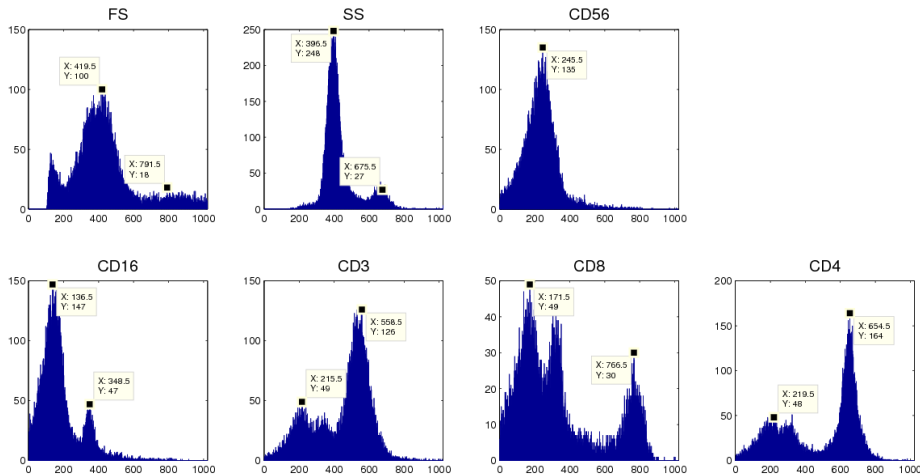 FS
150
100
50
0
X: 419.5
Y: 100
X: 791.5
Y: 18
0 200 400 600 800 1000
SS
250
200
150
100
50
0
X: 396.5
Y: 248
X: 675.5
Y: 27
0 200 400 600 800 1000
CD56
150
100
50
0
X: 245.5
Y: 135
0 200 400 600 800 1000
CD16
150
100
50
0
X: 136.5
Y: 147
X: 348.5
Y: 47
0 200 400 600 800 1000
CD3
150
100
50
0
X: 558.5
Y: 126
X: 215.5
Y: 49
0 200 400 600 800 1000
CD8
50
40
30
20
10
0
X: 171.5
Y: 49
X: 766.5
Y: 30
0 200 400 600 800 1000
CD4
200
150
100
50
0
X: 654.5
Y: 164
X: 219.5
Y: 48
0 200 400 600 800 1000